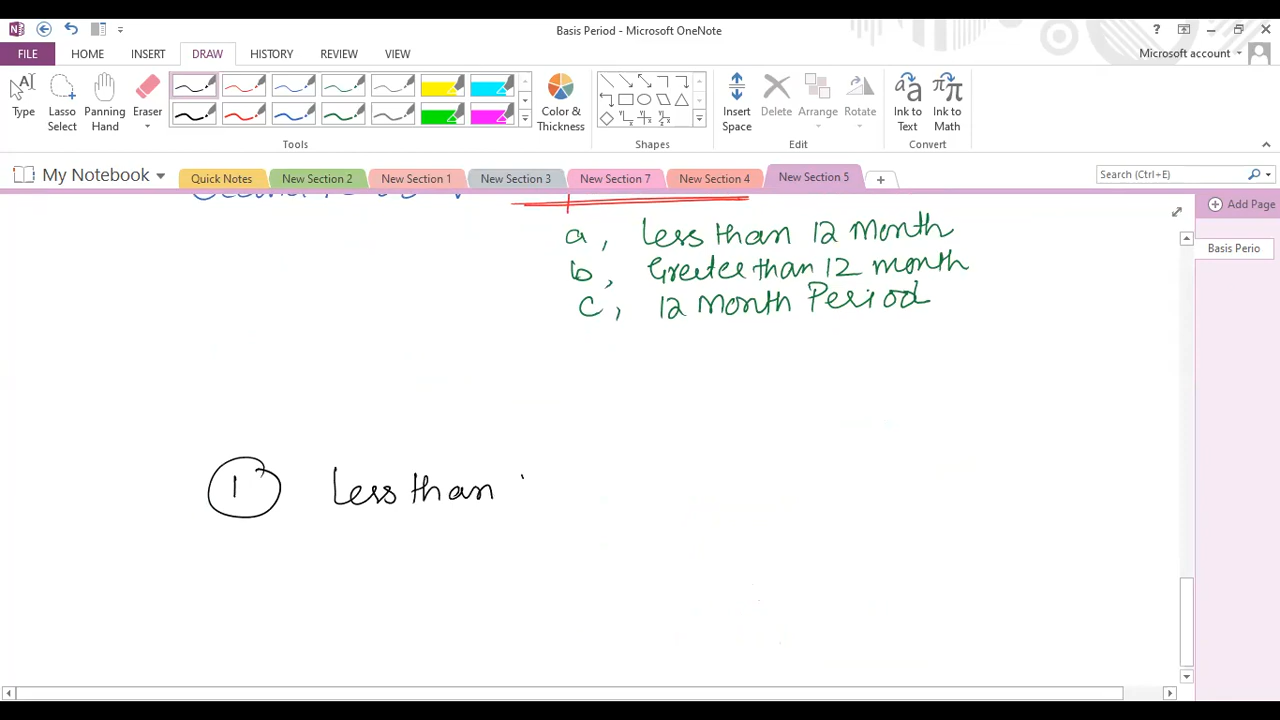 Basis Period - Microsoft OneNote
?
FILE HOME INSERT DRAW HISTORY REVIEW VIEW
Microsoft account
Type
Lasso Select
Panning Hand
Eraser
Color & Thickness
Insert Space
Delete
Arrange
Rotate
Ink to Text
Ink to Math
Tools
Shapes
Edit
Convert
My Notebook
Quick Notes New Section 2 New Section 1 New Section 3 New Section 7 New Section 4 New Section 5
Search (Ctrl+E)
Add Page
Basis Perio
a, less than 12 month
b, Greater than 12 month
c, 12 Month Period
1 Less than